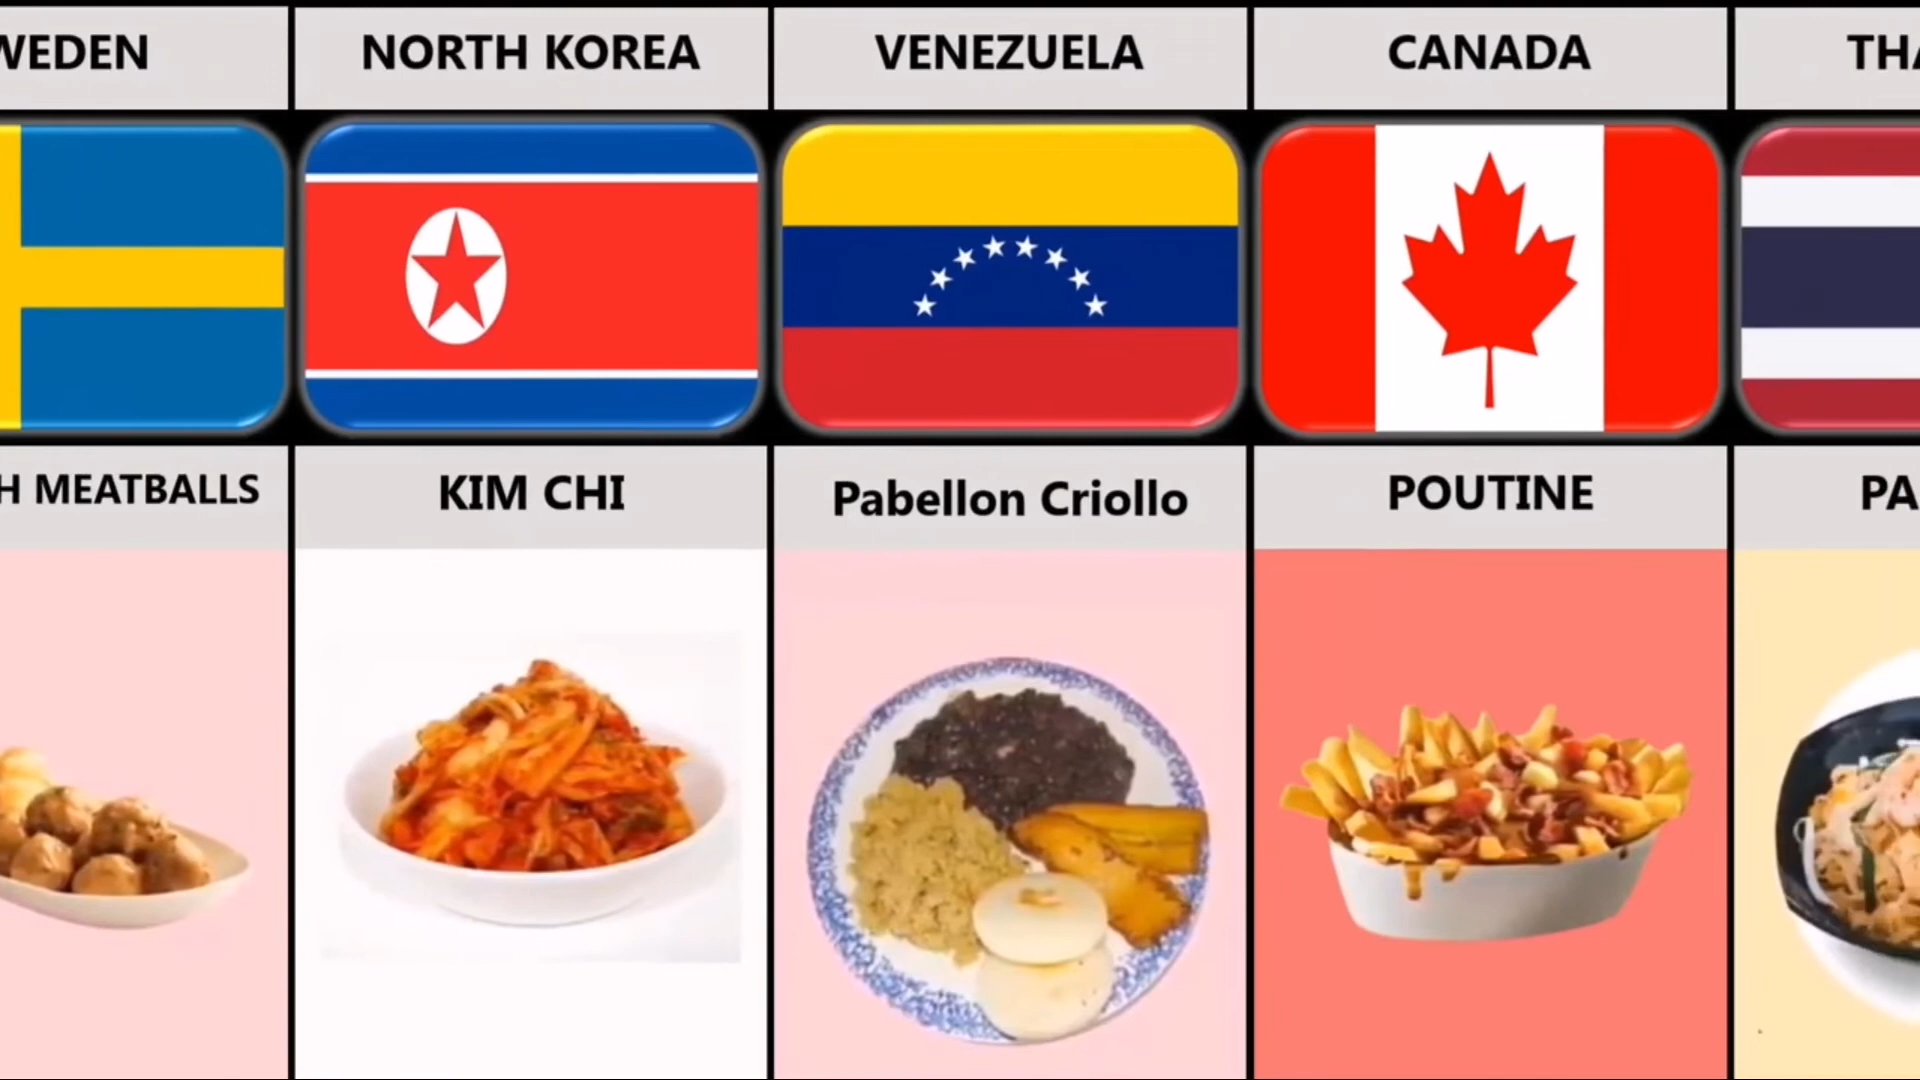 WEDEN
NORTH KOREA
VENEZUELA
CANADA
THA
H MEATBALLS
KIM CHI
Pabellon Criollo
POUTINE
PA